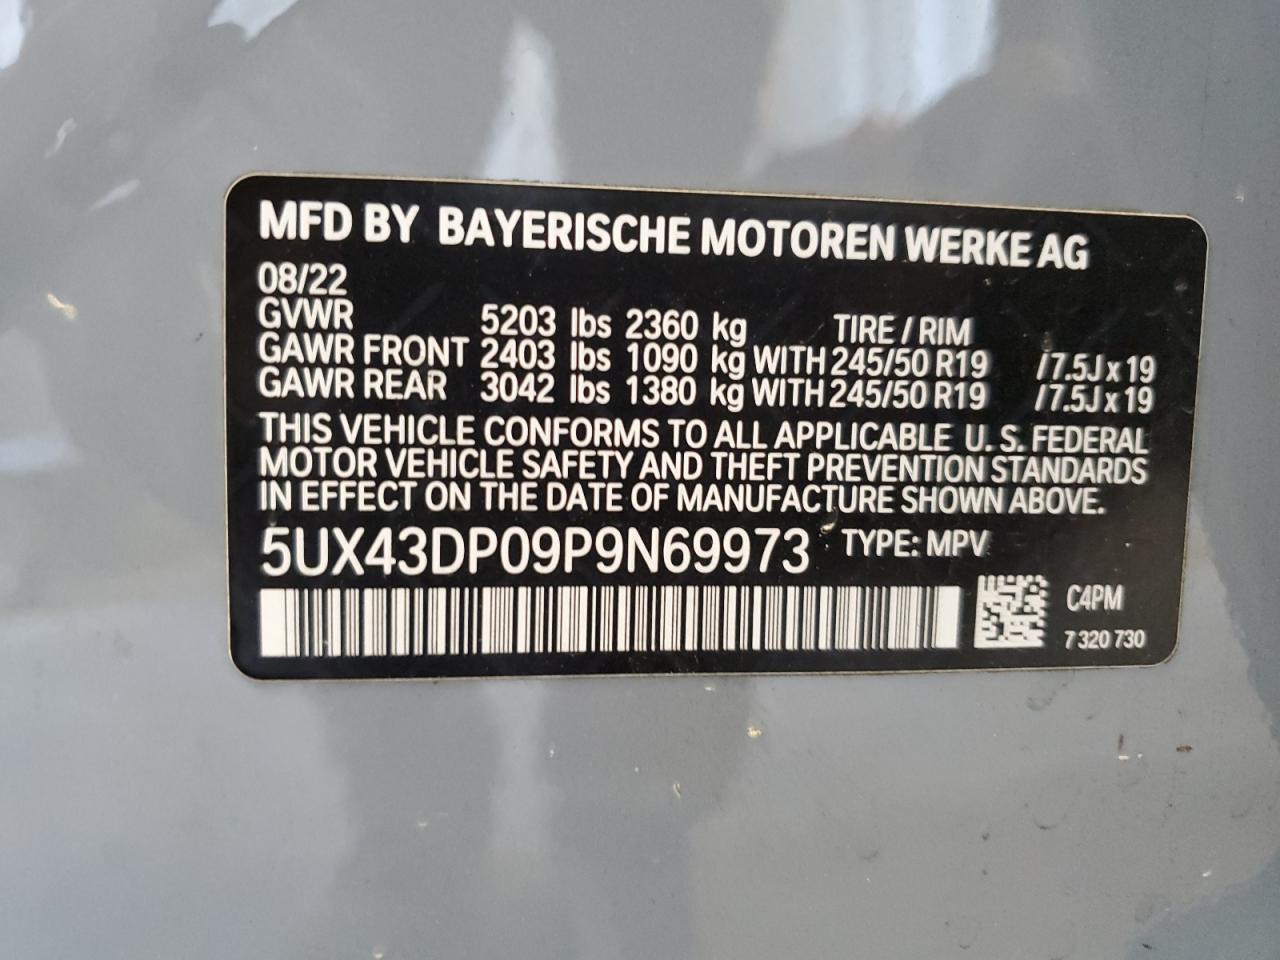 MFD BY BAYERISCHE MOTOREN WERKE AG
08/22
GVWR 5203 lbs 2360 kg TIRE / RIM
GAWR FRONT 2403 lbs 1090 kg WITH 245/50 R19 /7.5J x 19
GAWR REAR 3042 lbs 1380 kg WITH 245/50 R19 /7.5J x 19
THIS VEHICLE CONFORMS TO ALL APPLICABLE U. S. FEDERAL
MOTOR VEHICLE SAFETY AND THEFT PREVENTION STANDARDS
IN EFFECT ON THE DATE OF MANUFACTURE SHOWN ABOVE.
5UX43DP09P9N69973 TYPE: MPV
C4PM
7 320 730